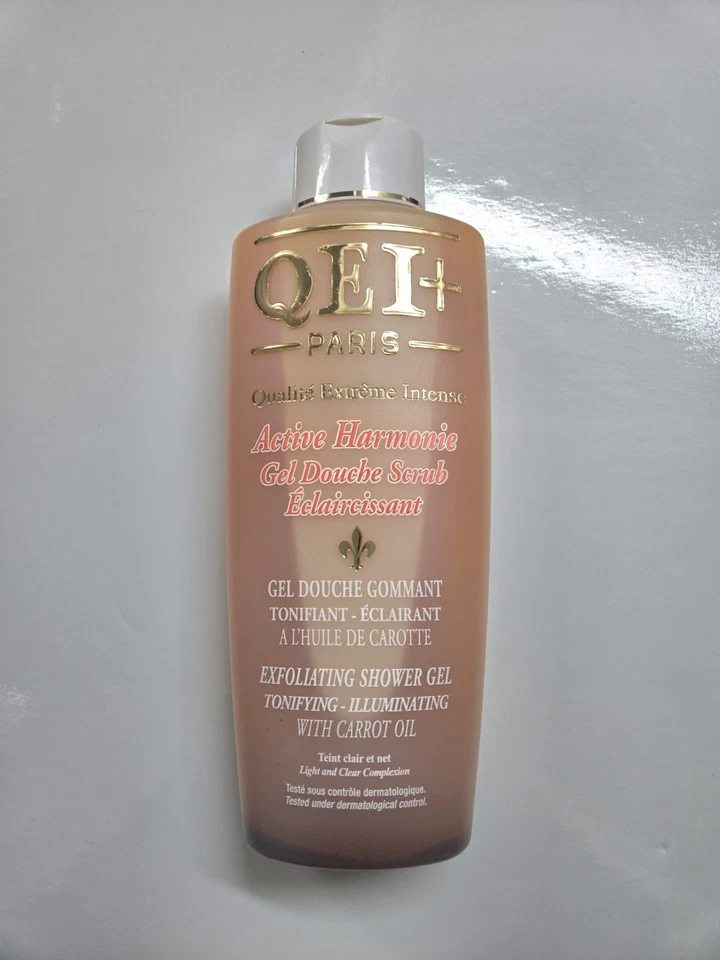 QEI+
PARIS
Qualité Extrême Intense
Active Harmonie
Gel Douche Scrub
Éclaircissant
GEL DOUCHE GOMMANT
TONIFIANT - ÉCLAIRANT
A L'HUILE DE CAROTTE
EXFOLIATING SHOWER GEL
TONIFYING - ILLUMINATING
WITH CARROT OIL
Teint clair et net
Light and Clear Complexion
Testé sous contrôle dermatologique.
Tested under dermatological control.